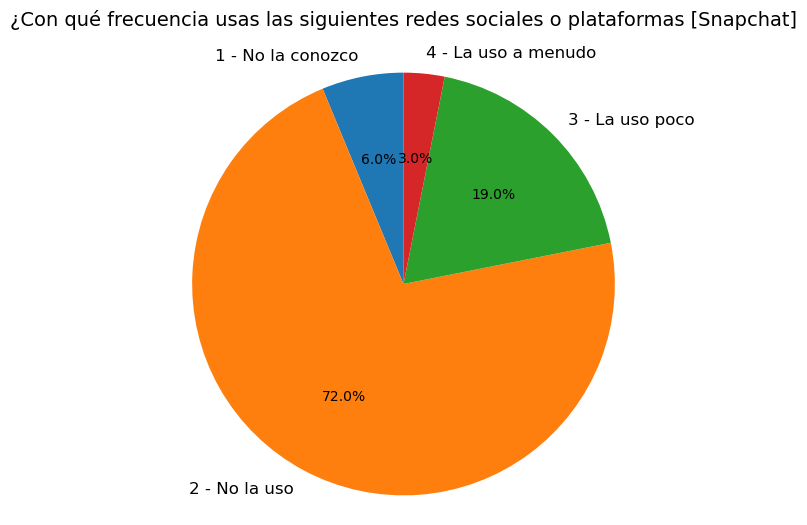 ¿Con qué frecuencia usas las siguientes redes sociales o plataformas [Snapchat]
4 - La uso a menudo
1 - No la conozco
3 - La uso poco
6.0%
3.0%
19.0%
72.0%
2 - No la uso